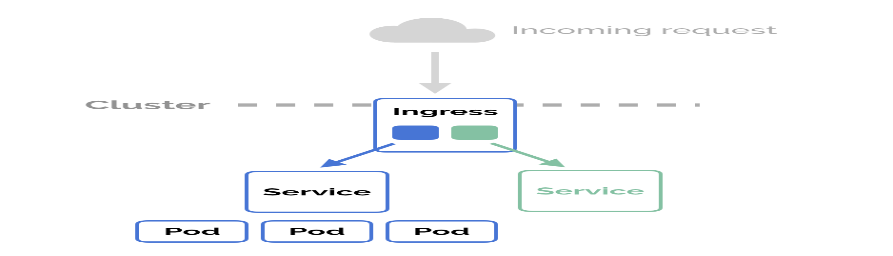 Incoming request
Cluster
Ingress
Service
Service
Pod
Pod
Pod